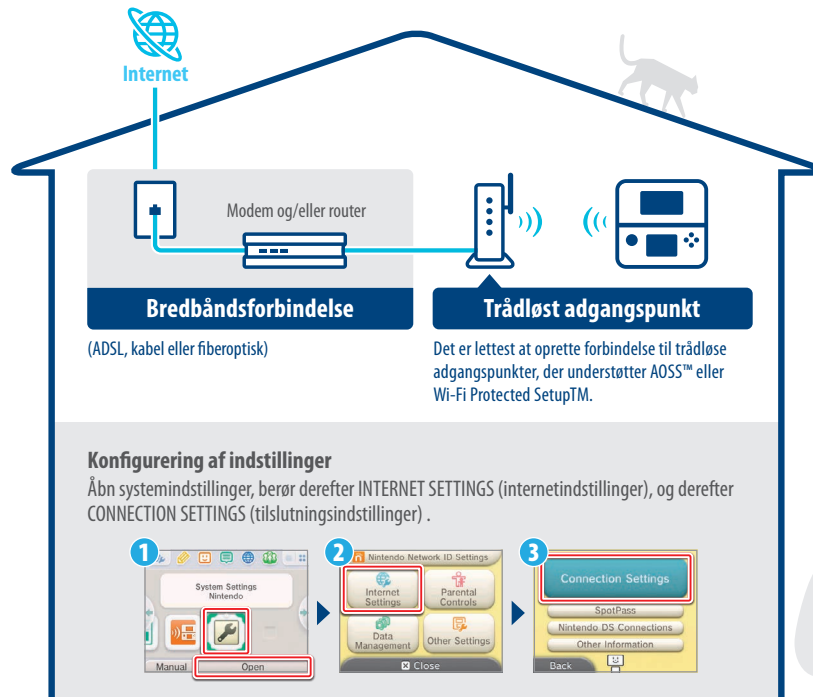 Internet
Modem og/eller router
Bredbåndsforbindelse
(ADSL, kabel eller fiberoptisk)
Trådløst adgangspunkt
Det er lettest at oprette forbindelse til trådløse
adgangspunkter, der understøtter AOSS™ eller
Wi-Fi Protected SetupTM.
Konfigurering af indstillinger
Åbn systemindstillinger, berør derefter INTERNET SETTINGS (internetindstillinger), og derefter
CONNECTION SETTINGS (tilslutningsindstillinger) .
1
System Settings
Nintendo
Manual
Open
2
Nintendo Network ID Settings
Internet
Settings
Parental
Controls
Data
Management
Other Settings
Close
3
Connection Settings
SpotPass
Nintendo DS Connections
Other Information
Back